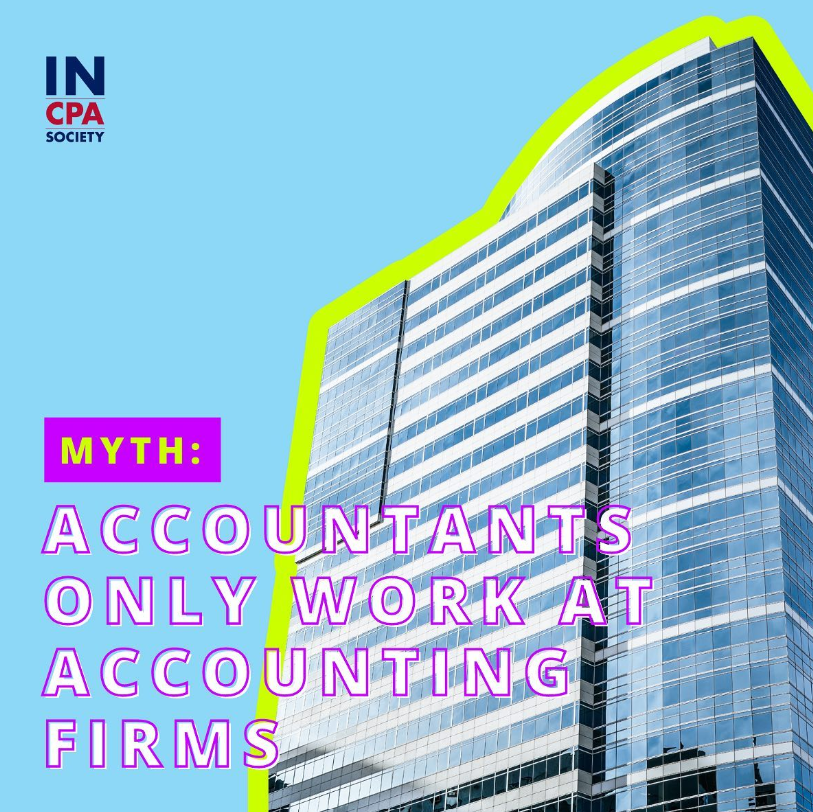 IN
CPA
SOCIETY
MYTH:
ACCOUNTANTS
ONLY WORK AT
ACCOUNTING
FIRMS